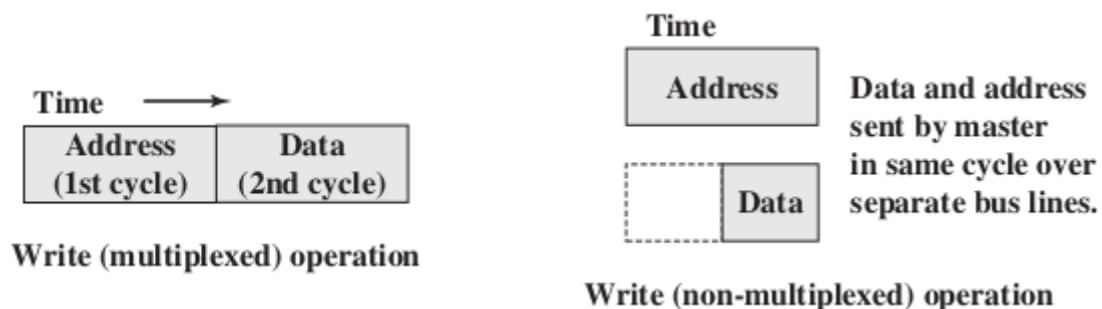 Time
Address
(1st cycle)
Data
(2nd cycle)
Write (multiplexed) operation
Time
Address
Data
Data and address
sent by master
in same cycle over
separate bus lines.
Write (non-multiplexed) operation